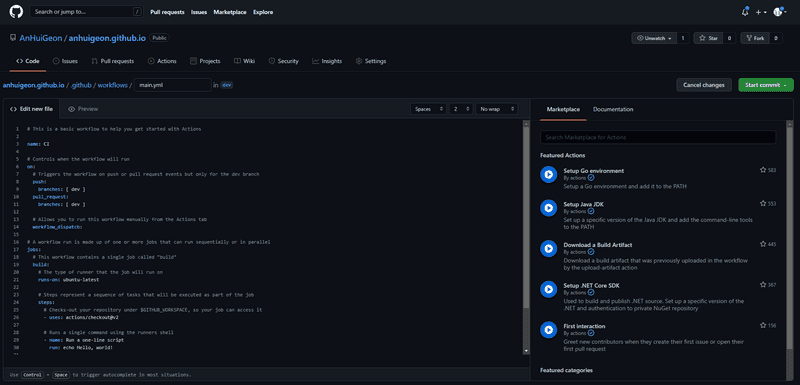 Search or jump to... /
Pull requests Issues Marketplace Explore
AnHuiGeon / anhuigeon.github.io Public
Unwatch 1 Star 0 Fork 0
Code Issues Pull requests Actions Projects Wiki Security Insights Settings
anhuigeon.github.io / .github / workflows / main.yml in dev
Cancel changes Start commit
Edit new file Preview
Spaces 2 No wrap
1 # This is a basic workflow to help you get started with Actions
2
3 name: CI
4
5 # Controls when the workflow will run
6 on:
7 # Triggers the workflow on push or pull request events but only for the dev branch
8 push:
9 branches: [ dev ]
10 pull_request:
11 branches: [ dev ]
12
13 # Allows you to run this workflow manually from the Actions tab
14 workflow_dispatch:
15
16 # A workflow run is made up of one or more jobs that can run sequentially or in parallel
17 jobs:
18 # This workflow contains a single job called "build"
19 build:
20 # The type of runner that the job will run on
21 runs-on: ubuntu-latest
22
23 # Steps represent a sequence of tasks that will be executed as part of the job
24 steps:
25 # Checks-out your repository under $GITHUB_WORKSPACE, so your job can access it
26 - uses: actions/checkout@v2
27
28 # Runs a single command using the runners shell
29 - name: Run a one-line script
30 run: echo Hello, world!
Use Control + Space to trigger autocomplete in most situations.
Marketplace Documentation
Search Marketplace for Actions
Featured Actions
Setup Go environment 583
By actions
Setup a Go environment and add it to the PATH
Setup Java JDK 553
By actions
Set up a specific version of the Java JDK and add the command-line tools
to the PATH
Download a Build Artifact 445
By actions
Download a build artifact that was previously uploaded in the workflow
by the upload-artifact action
Setup .NET Core SDK 367
By actions
Used to build and publish .NET source. Set up a specific version of the
.NET and authentication to private NuGet repository
First interaction 156
By actions
Greet new contributors when they create their first issue or open their
first pull request
Featured categories